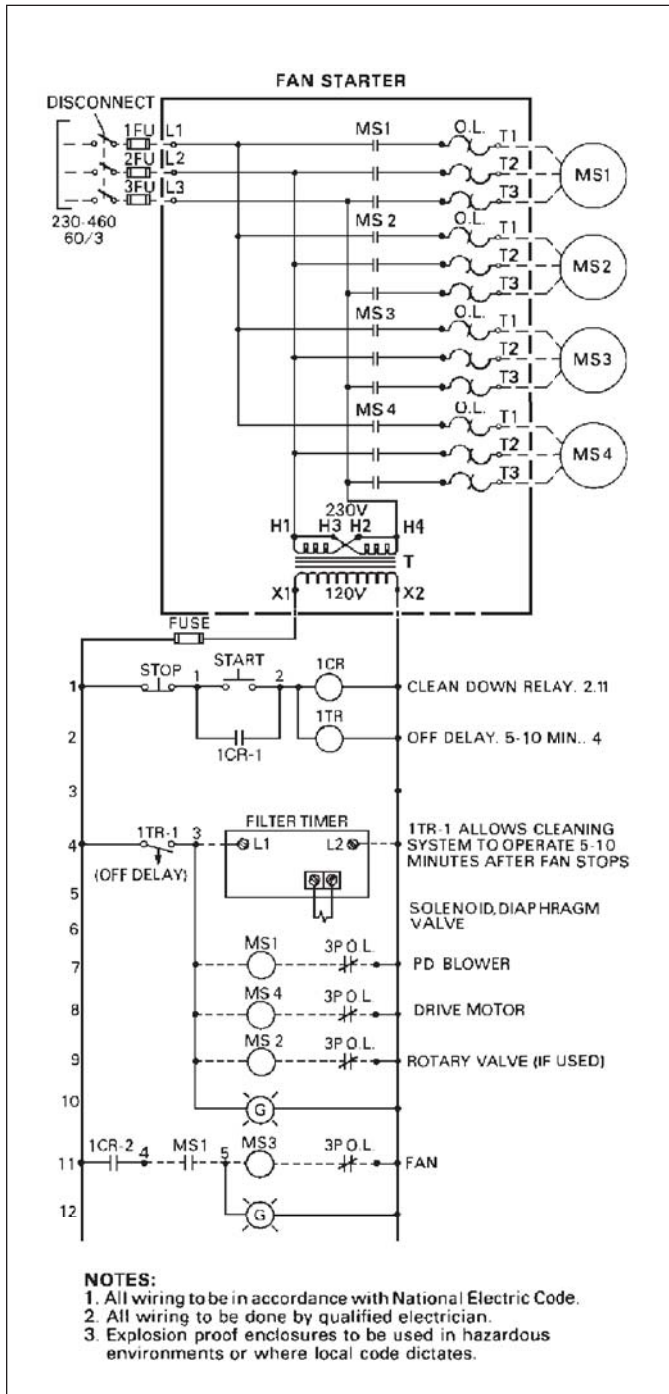 FAN STARTER
DISCONNECT
1FU L1
2FU L2
3FU L3
230-460
60/3
MS1 O.L. T1
T2
T3
MS1
MS2 O.L. T1
T2
T3
MS2
MS3 O.L. T1
T2
T3
MS3
MS4 O.L. T1
T2
T3
MS4
230V
H1 H3 H2 H4
T
X1 120V X2
FUSE
1 STOP 1 START 2 1CR CLEAN DOWN RELAY. 2.11
2 1CR-1 1TR OFF DELAY. 5-10 MIN.. 4
3
FILTER TIMER
4 1TR-1 3 L1 L2 1TR-1 ALLOWS CLEANING
SYSTEM TO OPERATE 5-10
MINUTES AFTER FAN STOPS
(OFF DELAY)
5
SOLENOID, DIAPHRAGM
VALVE
6
7 MS1 3P O.L. PD BLOWER
8 MS4 3P O.L. DRIVE MOTOR
9 MS2 3P O.L. ROTARY VALVE (IF USED)
10 G
11 1CR-2 4 MS1 5 MS3 3P O.L. FAN
12 G
NOTES:
1. All wiring to be in accordance with National Electric Code.
2. All wiring to be done by qualified electrician.
3. Explosion proof enclosures to be used in hazardous
environments or where local code dictates.